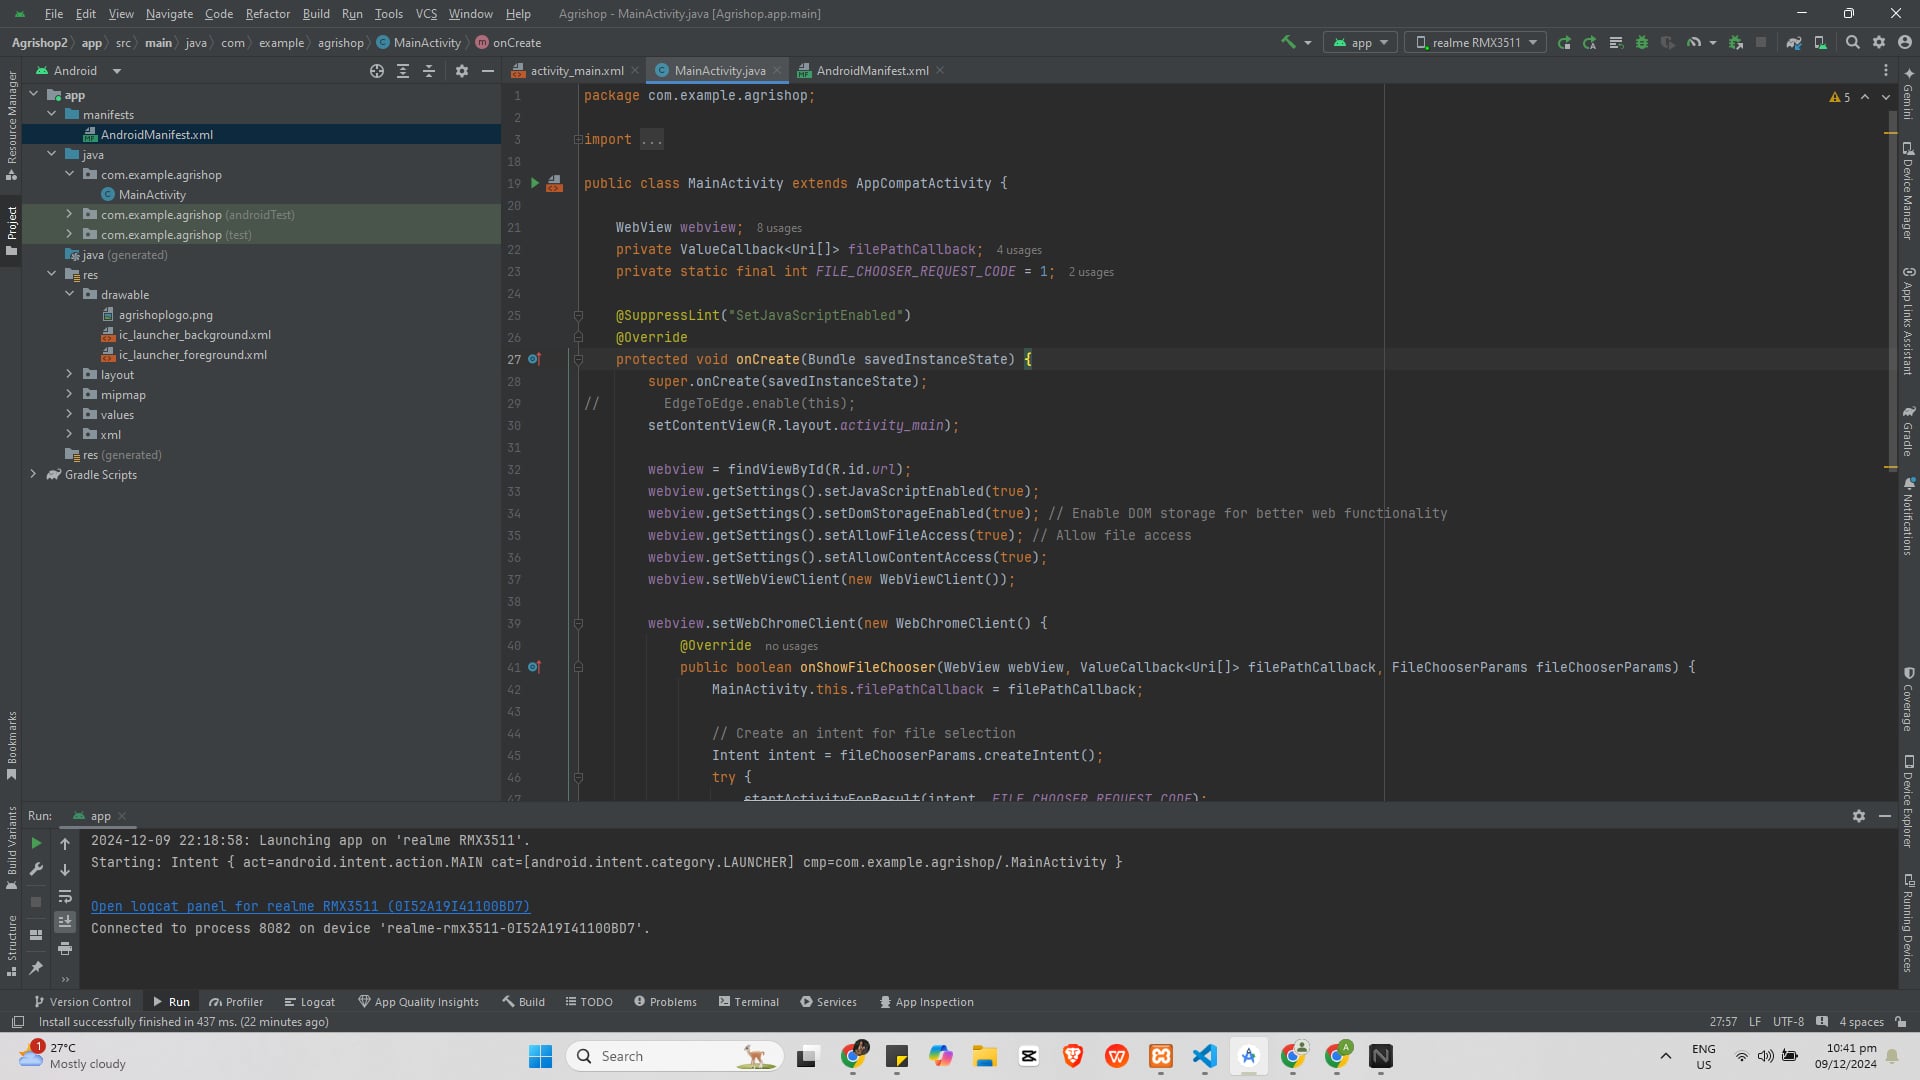 File Edit View Navigate Code Refactor Build Run Tools VCS Window Help Agrishop - MainActivity.java [Agrishop.app.main]
Agrishop2 app src main java com example agrishop MainActivity onCreate
app realme RMX3511
Android
activity_main.xml MainActivity.java AndroidManifest.xml
Resource Manager
Project
Bookmarks
Build Variants
Structure
app
manifests
AndroidManifest.xml
java
com.example.agrishop
MainActivity
com.example.agrishop (androidTest)
com.example.agrishop (test)
java (generated)
res
drawable
agrishoplogo.png
ic_launcher_background.xml
ic_launcher_foreground.xml
layout
mipmap
values
xml
res (generated)
Gradle Scripts
5
1 package com.example.agrishop;
2
3 import ...
18
19 public class MainActivity extends AppCompatActivity {
20
21 WebView webview; 8 usages
22 private ValueCallback<Uri[]> filePathCallback; 4 usages
23 private static final int FILE_CHOOSER_REQUEST_CODE = 1; 2 usages
24
25 @SuppressLint("SetJavaScriptEnabled")
26 @Override
27 protected void onCreate(Bundle savedInstanceState) {
28 super.onCreate(savedInstanceState);
29 // EdgeToEdge.enable(this);
30 setContentView(R.layout.activity_main);
31
32 webview = findViewById(R.id.url);
33 webview.getSettings().setJavaScriptEnabled(true);
34 webview.getSettings().setDomStorageEnabled(true); // Enable DOM storage for better web functionality
35 webview.getSettings().setAllowFileAccess(true); // Allow file access
36 webview.getSettings().setAllowContentAccess(true);
37 webview.setWebViewClient(new WebViewClient());
38
39 webview.setWebChromeClient(new WebChromeClient() {
40 @Override no usages
41 public boolean onShowFileChooser(WebView webView, ValueCallback<Uri[]> filePathCallback, FileChooserParams fileChooserParams) {
42 MainActivity.this.filePathCallback = filePathCallback;
43
44 // Create an intent for file selection
45 Intent intent = fileChooserParams.createIntent();
46 try {
47 startActivityForResult(intent, FILE_CHOOSER_REQUEST_CODE);
Gemini
Device Manager
App Links Assistant
Gradle
Notifications
Coverage
Device Explorer
Running Devices
Run: app
2024-12-09 22:18:58: Launching app on 'realme RMX3511'.
Starting: Intent { act=android.intent.action.MAIN cat=[android.intent.category.LAUNCHER] cmp=com.example.agrishop/.MainActivity }
Open logcat panel for realme RMX3511 (0I52A19I41100BD7)
Connected to process 8082 on device 'realme-rmx3511-0I52A19I41100BD7'.
Version Control Run Profiler Logcat App Quality Insights Build TODO Problems Terminal Services App Inspection
Install successfully finished in 437 ms. (22 minutes ago) 27:57 LF UTF-8 4 spaces
1
27°C
Mostly cloudy
Search
ENG
US
10:41 pm
09/12/2024